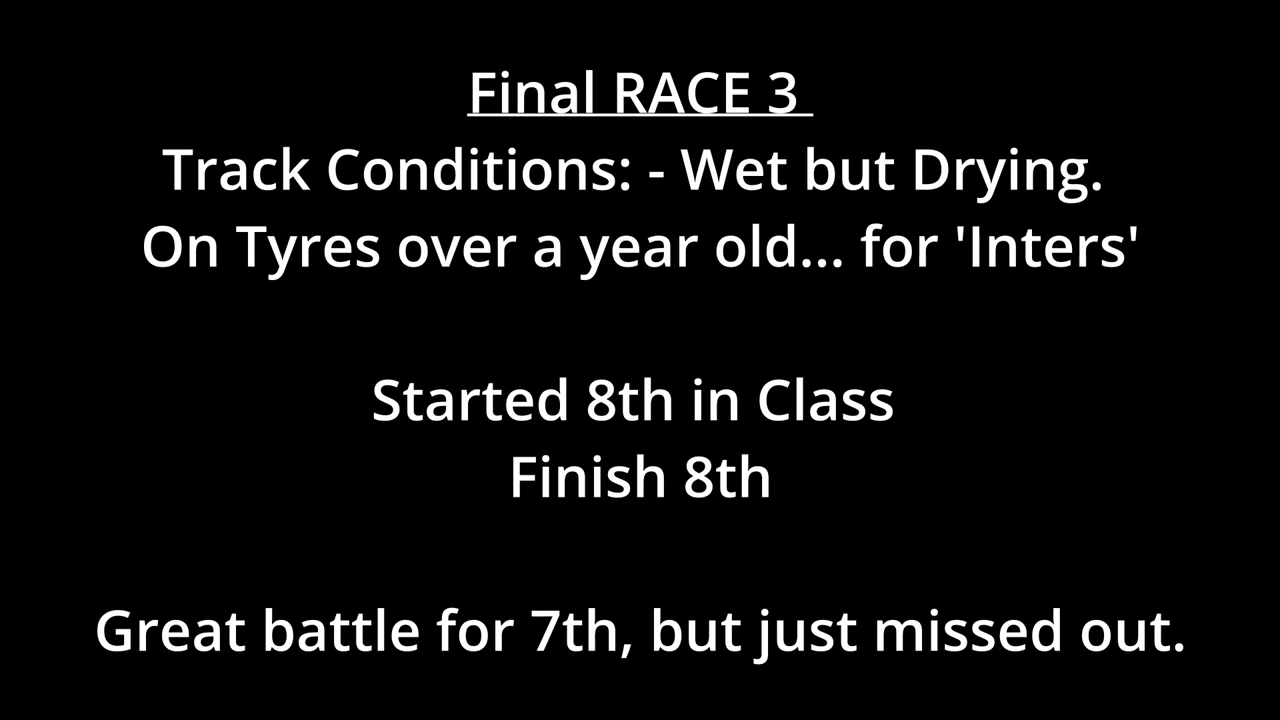 Final RACE 3
Track Conditions: - Wet but Drying.
On Tyres over a year old... for 'Inters'
Started 8th in Class
Finish 8th
Great battle for 7th, but just missed out.